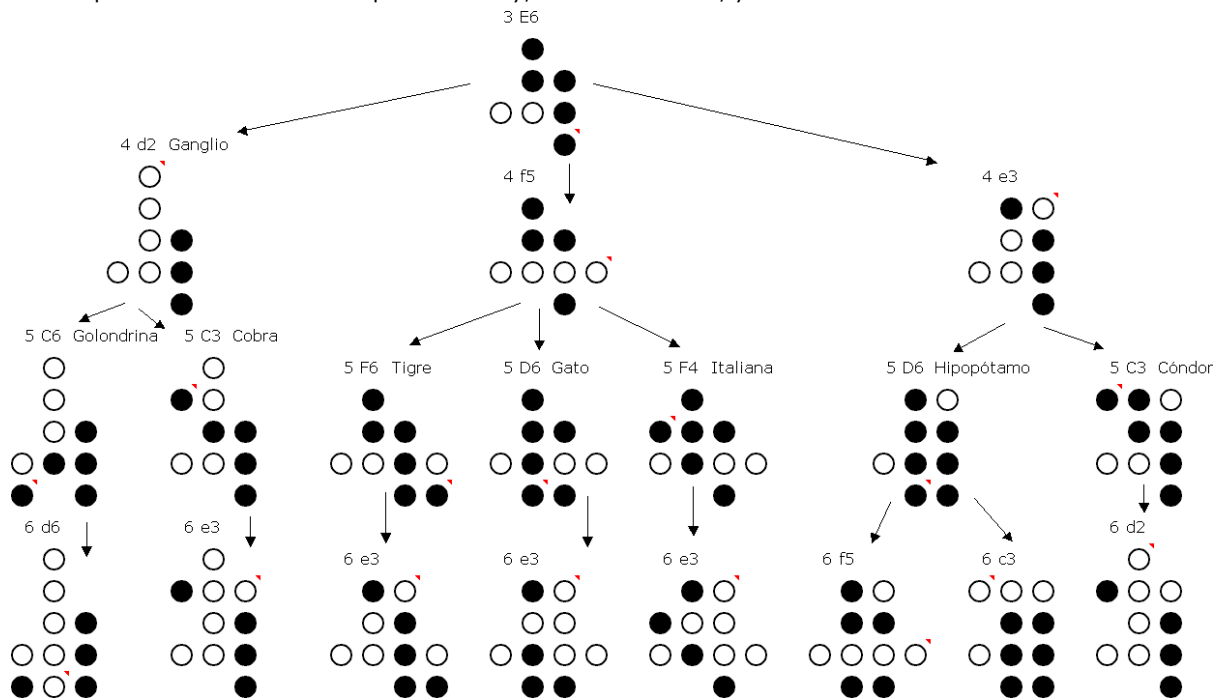 3 E6
4 d2 Ganglio
4 f5
4 e3
5 C6 Golondrina
5 C3 Cobra
5 F6 Tigre
5 D6 Gato
5 F4 Italiana
5 D6 Hipopótamo
5 C3 Cóndor
6 d6
6 e3
6 e3
6 e3
6 e3
6 f5
6 c3
6 d2